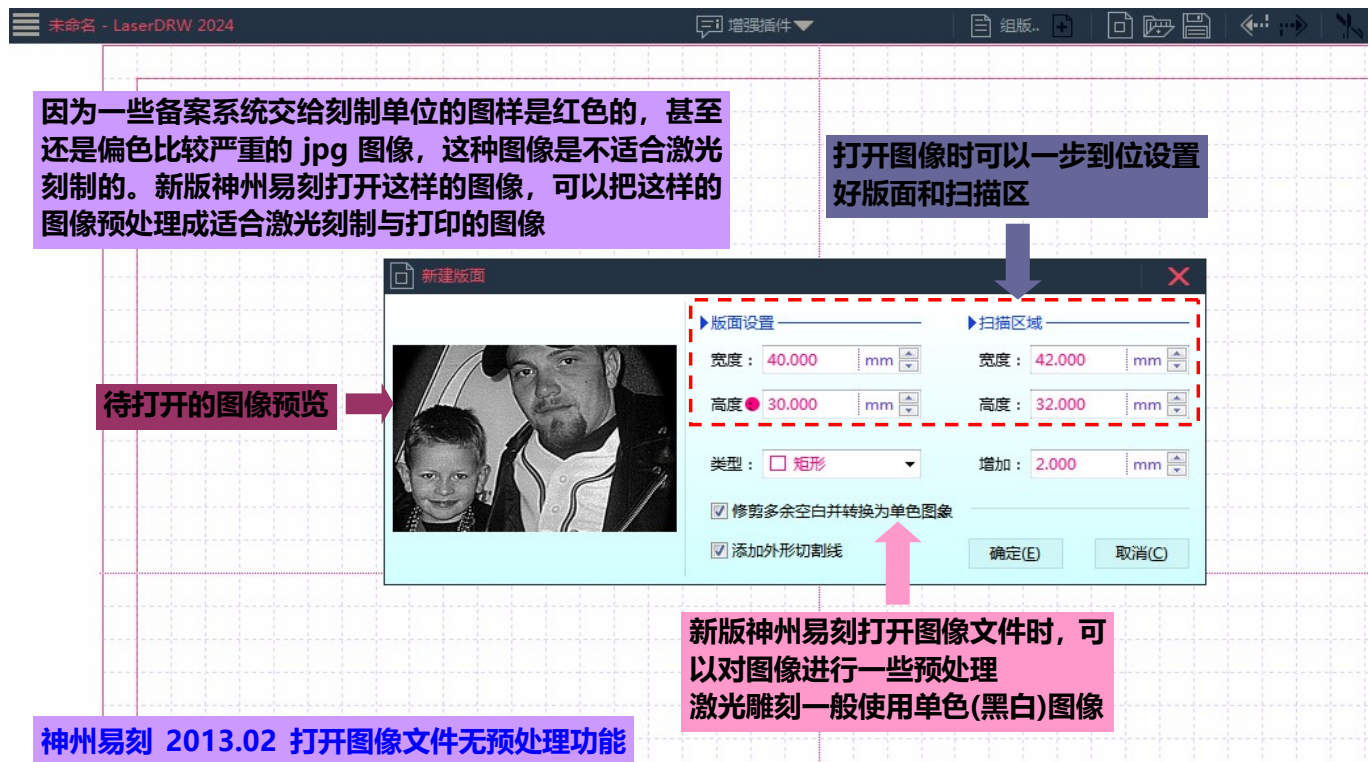 未命名 - LaserDRW 2024
增强插件
组版..
因为一些备案系统交给刻制单位的图样是红色的，甚至
还是偏色比较严重的 jpg 图像，这种图像是不适合激光
刻制的。新版神州易刻打开这样的图像，可以把这样的
图像预处理成适合激光刻制与打印的图像
打开图像时可以一步到位设置
好版面和扫描区
新建版面
待打开的图像预览
版面设置
扫描区域
宽度： 40.000 mm
宽度： 42.000 mm
高度 30.000 mm
高度： 32.000 mm
类型： 矩形
增加： 2.000 mm
修剪多余空白并转换为单色图象
添加外形切割线
确定(E)
取消(C)
新版神州易刻打开图像文件时，可
以对图像进行一些预处理
激光雕刻一般使用单色(黑白)图像
神州易刻 2013.02 打开图像文件无预处理功能